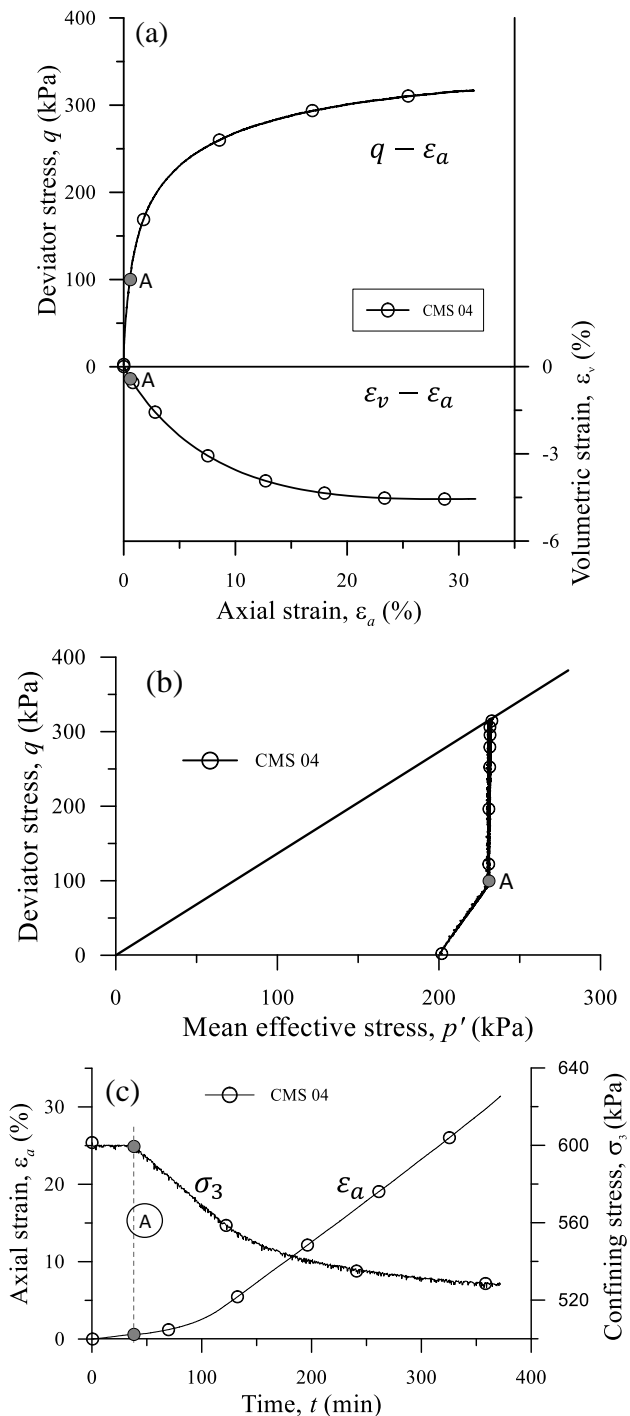 (a)
400
300
200
100
0
Deviator stress, q (kPa)
q − εa
A
CMS 04
A
εv − εa
0
-3
-6
Volumetric strain, εv (%)
0 10 20 30
Axial strain, εa (%)
(b)
400
300
200
100
0
Deviator stress, q (kPa)
CMS 04
A
0 100 200 300
Mean effective stress, p' (kPa)
(c)
CMS 04
30
20
10
0
Axial strain, εa (%)
σ3
εa
A
640
600
560
520
Confining stress, σ3 (kPa)
0 100 200 300 400
Time, t (min)